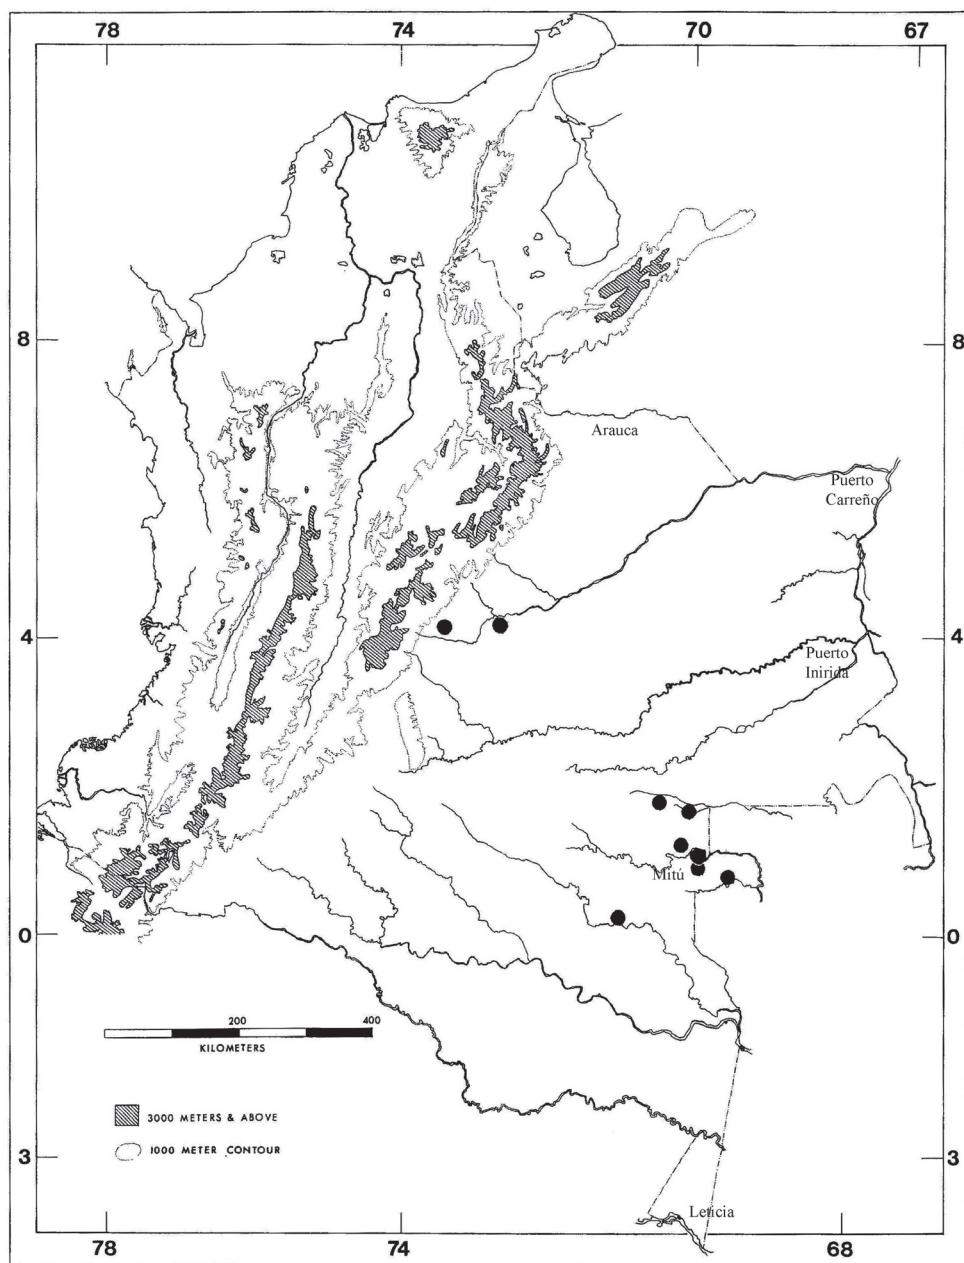 78 74 70 67
8 8
Arauca
Puerto
Carreño
4 4
Puerto
Inirida
Mitú
0 0
200 400
KILOMETERS
3000 METERS & ABOVE
1000 METER CONTOUR
3 3
Leticia
78 74 68